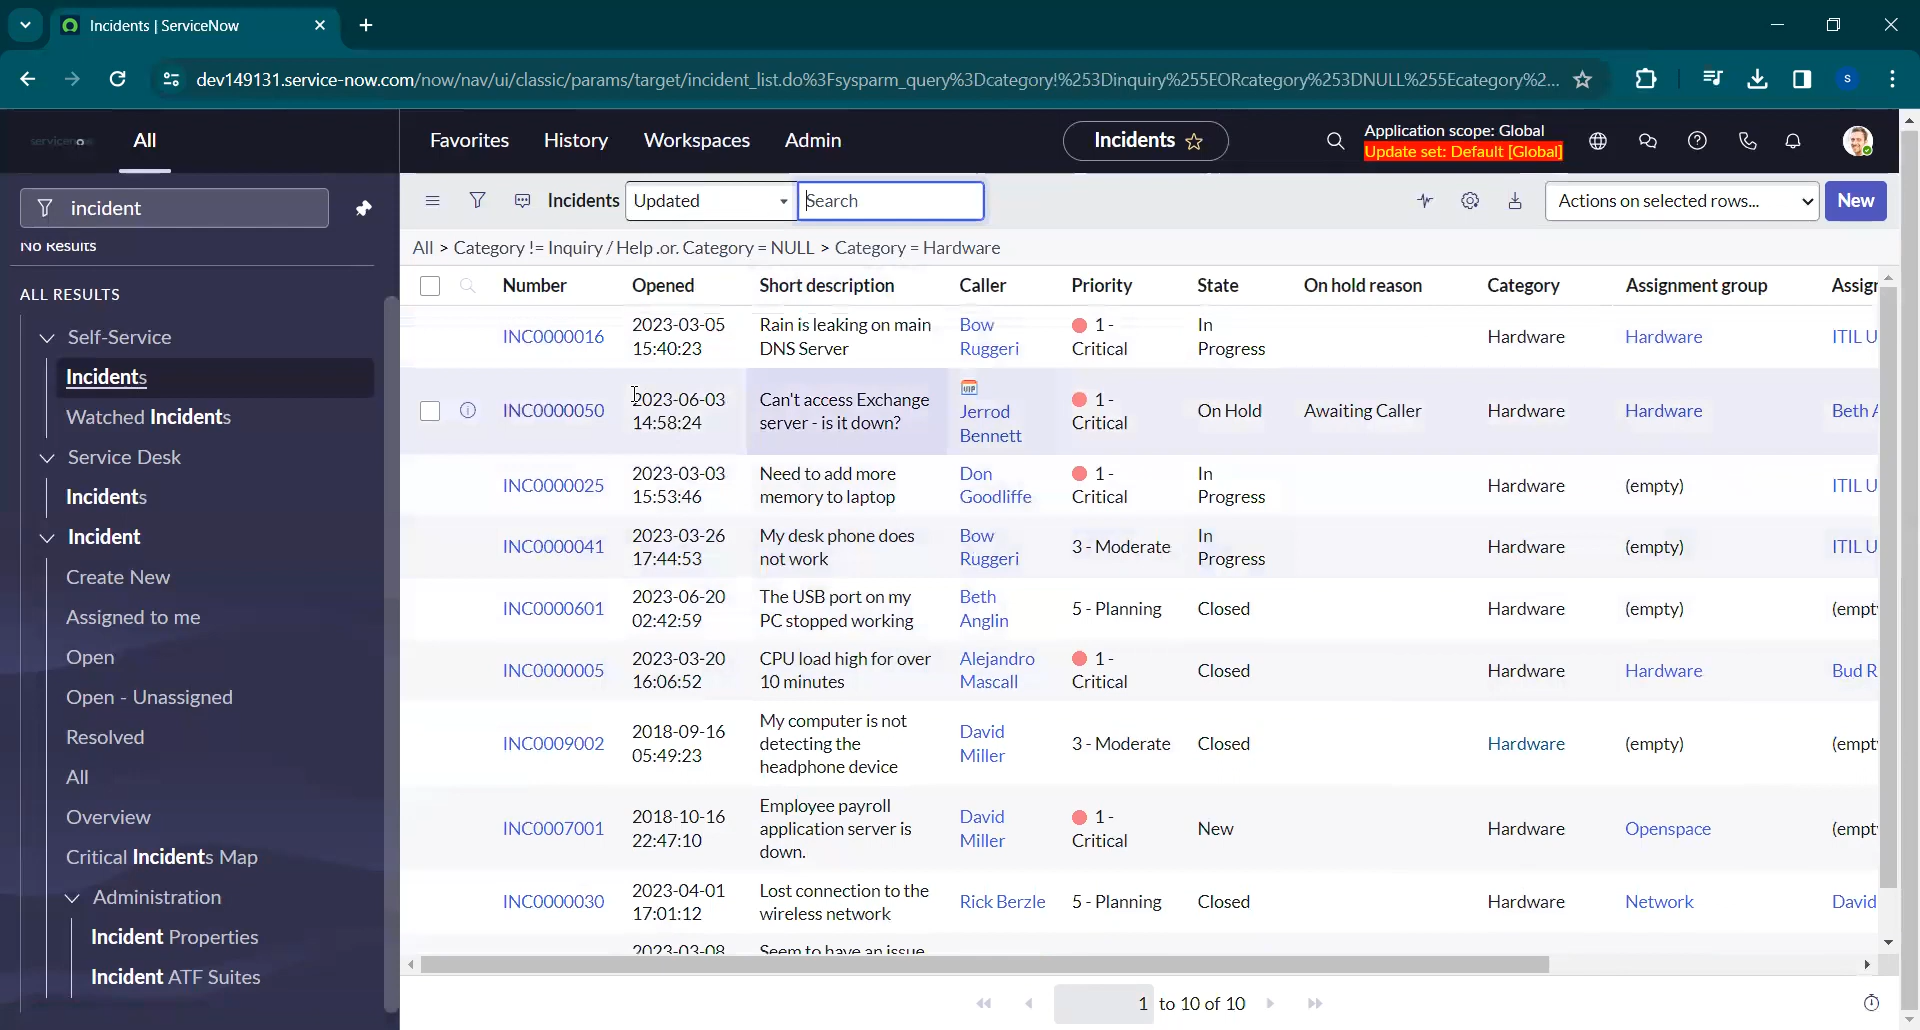 Incidents | ServiceNow
dev149131.service-now.com/now/nav/ui/classic/params/target/incident_list.do%3Fsysparm_query%3Dcategory!%253Dinquiry%255EORcategory%253DNULL%255Ecategory%2...
S
servicenow
All
Favorites
History
Workspaces
Admin
Incidents
Application scope: Global
Update set: Default [Global]
incident
No Results
ALL RESULTS
Self-Service
Incidents
Watched Incidents
Service Desk
Incidents
Incident
Create New
Assigned to me
Open
Open - Unassigned
Resolved
All
Overview
Critical Incidents Map
Administration
Incident Properties
Incident ATF Suites
Incidents
Updated
Search
Actions on selected rows...
New
All > Category != Inquiry / Help .or. Category = NULL > Category = Hardware
Number Opened Short description Caller Priority State On hold reason Category Assignment group Assigr
INC0000016 2023-03-05 15:40:23 Rain is leaking on main DNS Server Bow Ruggeri 1 - Critical In Progress Hardware Hardware ITIL U
INC0000050 2023-06-03 14:58:24 Can't access Exchange server - is it down? VIP Jerrod Bennett 1 - Critical On Hold Awaiting Caller Hardware Hardware Beth A
INC0000025 2023-03-03 15:53:46 Need to add more memory to laptop Don Goodliffe 1 - Critical In Progress Hardware (empty) ITIL U
INC0000041 2023-03-26 17:44:53 My desk phone does not work Bow Ruggeri 3 - Moderate In Progress Hardware (empty) ITIL U
INC0000601 2023-06-20 02:42:59 The USB port on my PC stopped working Beth Anglin 5 - Planning Closed Hardware (empty) (empt
INC0000005 2023-03-20 16:06:52 CPU load high for over 10 minutes Alejandro Mascall 1 - Critical Closed Hardware Hardware Bud R
INC0009002 2018-09-16 05:49:23 My computer is not detecting the headphone device David Miller 3 - Moderate Closed Hardware (empty) (empt
INC0007001 2018-10-16 22:47:10 Employee payroll application server is down. David Miller 1 - Critical New Hardware Openspace (empt
INC0000030 2023-04-01 17:01:12 Lost connection to the wireless network Rick Berzle 5 - Planning Closed Hardware Network David
2023-03-08 Seem to have an issue
1 to 10 of 10